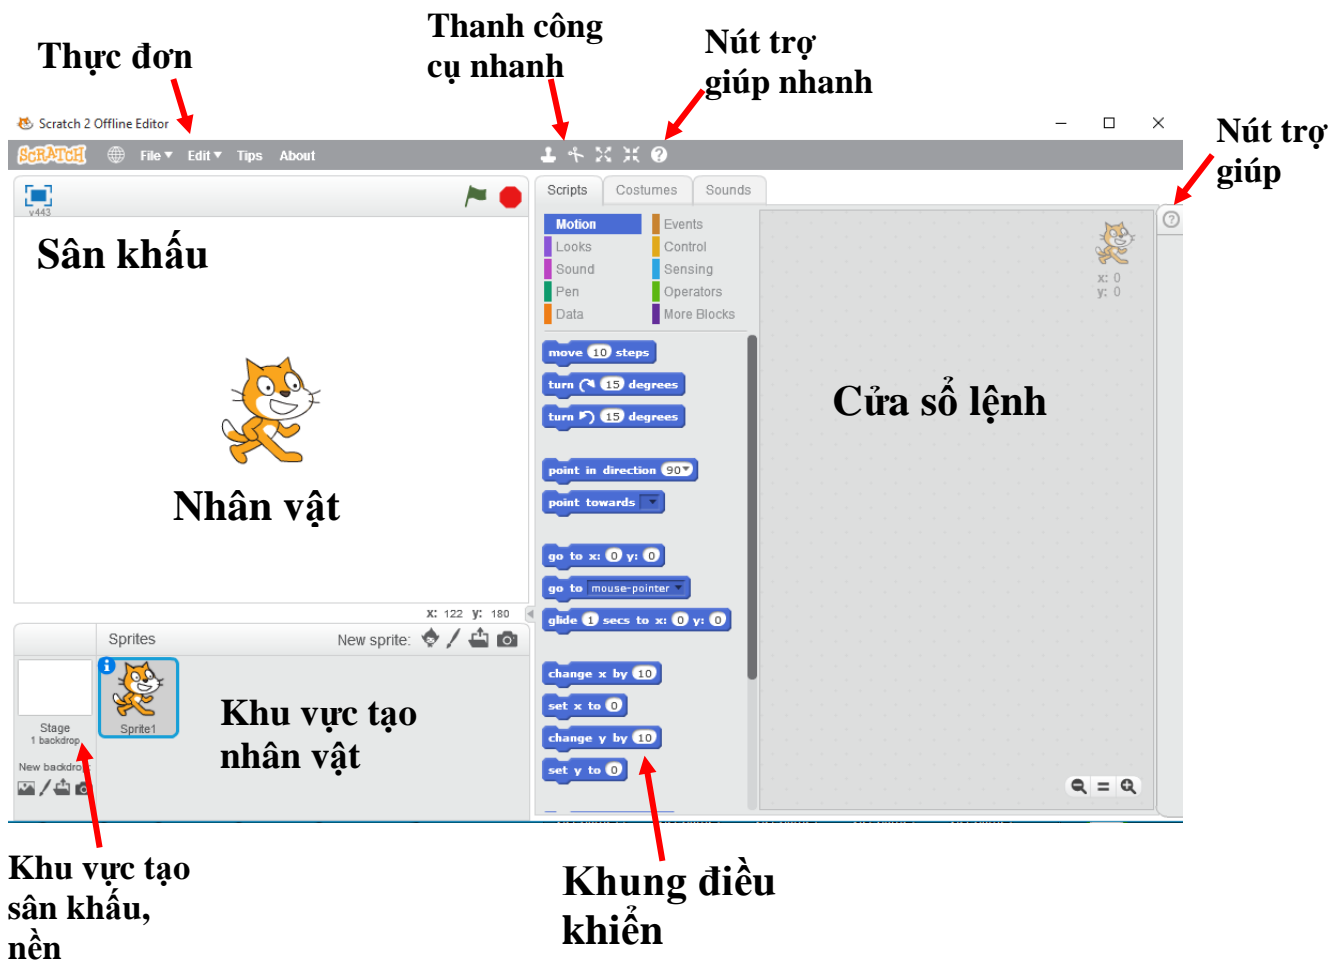 Thanh công
cụ nhanh
Nút trợ
giúp nhanh
Thực đơn
Nút trợ
giúp
Scratch 2 Offline Editor
SCRATCH File Edit Tips About
v443
Scripts Costumes Sounds
Sân khấu
Motion Events
Looks Control
Sound Sensing
Pen Operators
Data More Blocks
x: 0
y: 0
move 10 steps
turn 15 degrees
turn 15 degrees
point in direction 90
point towards
go to x: 0 y: 0
go to mouse-pointer
glide 1 secs to x: 0 y: 0
change x by 10
set x to 0
change y by 10
set y to 0
Cửa sổ lệnh
Nhân vật
X: 122 y: 180
Sprites New sprite:
Stage
1 backdrop
New backdrop:
Sprite1
Khu vực tạo
nhân vật
Khu vực tạo
sân khấu,
nền
Khung điều
khiển